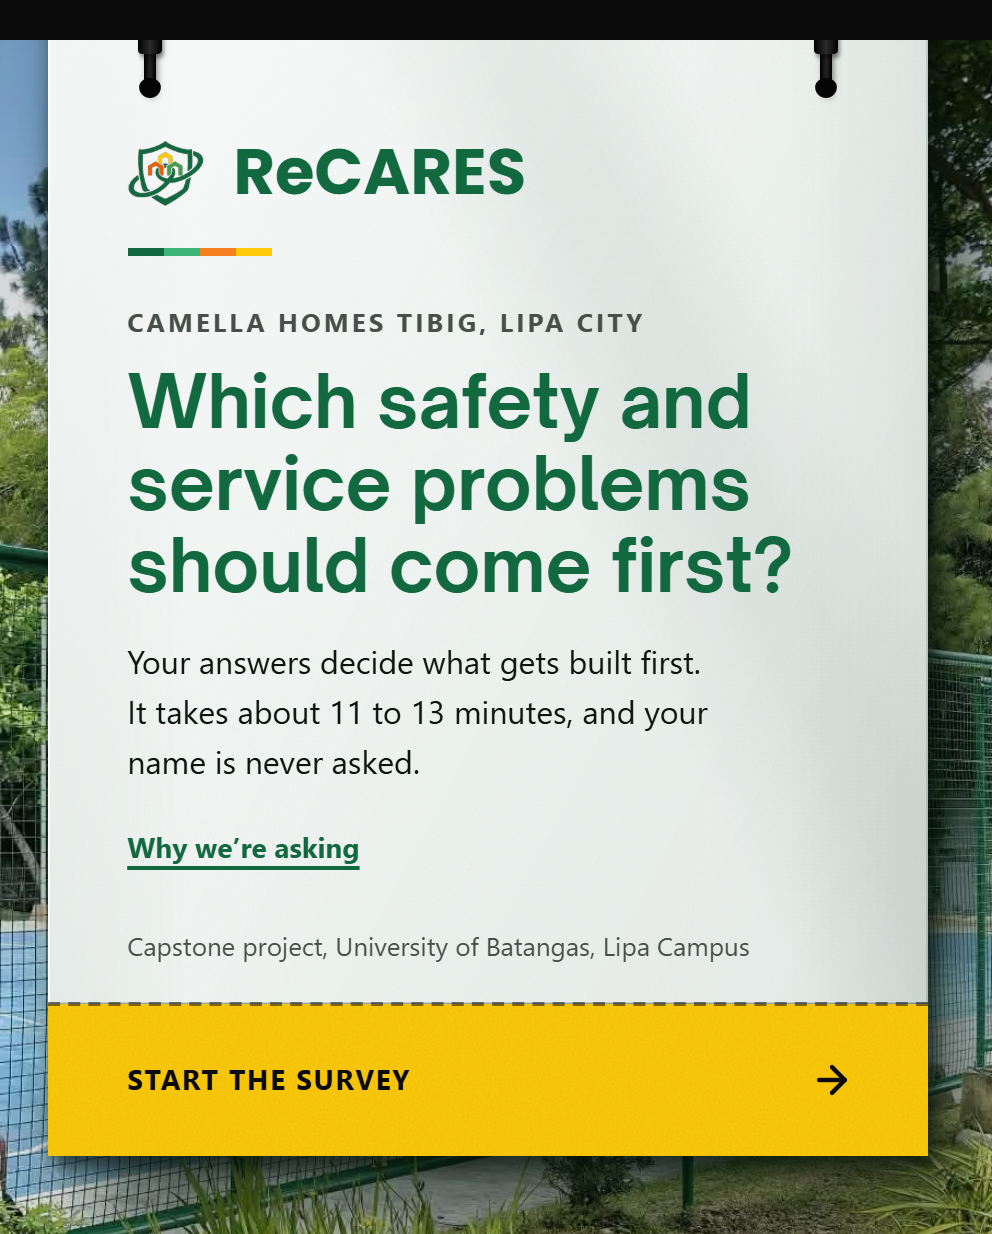 ReCARES
CAMELLA HOMES TIBIG, LIPA CITY
Which safety and
service problems
should come first?
Your answers decide what gets built first.
It takes about 11 to 13 minutes, and your
name is never asked.
Why we’re asking
Capstone project, University of Batangas, Lipa Campus
START THE SURVEY